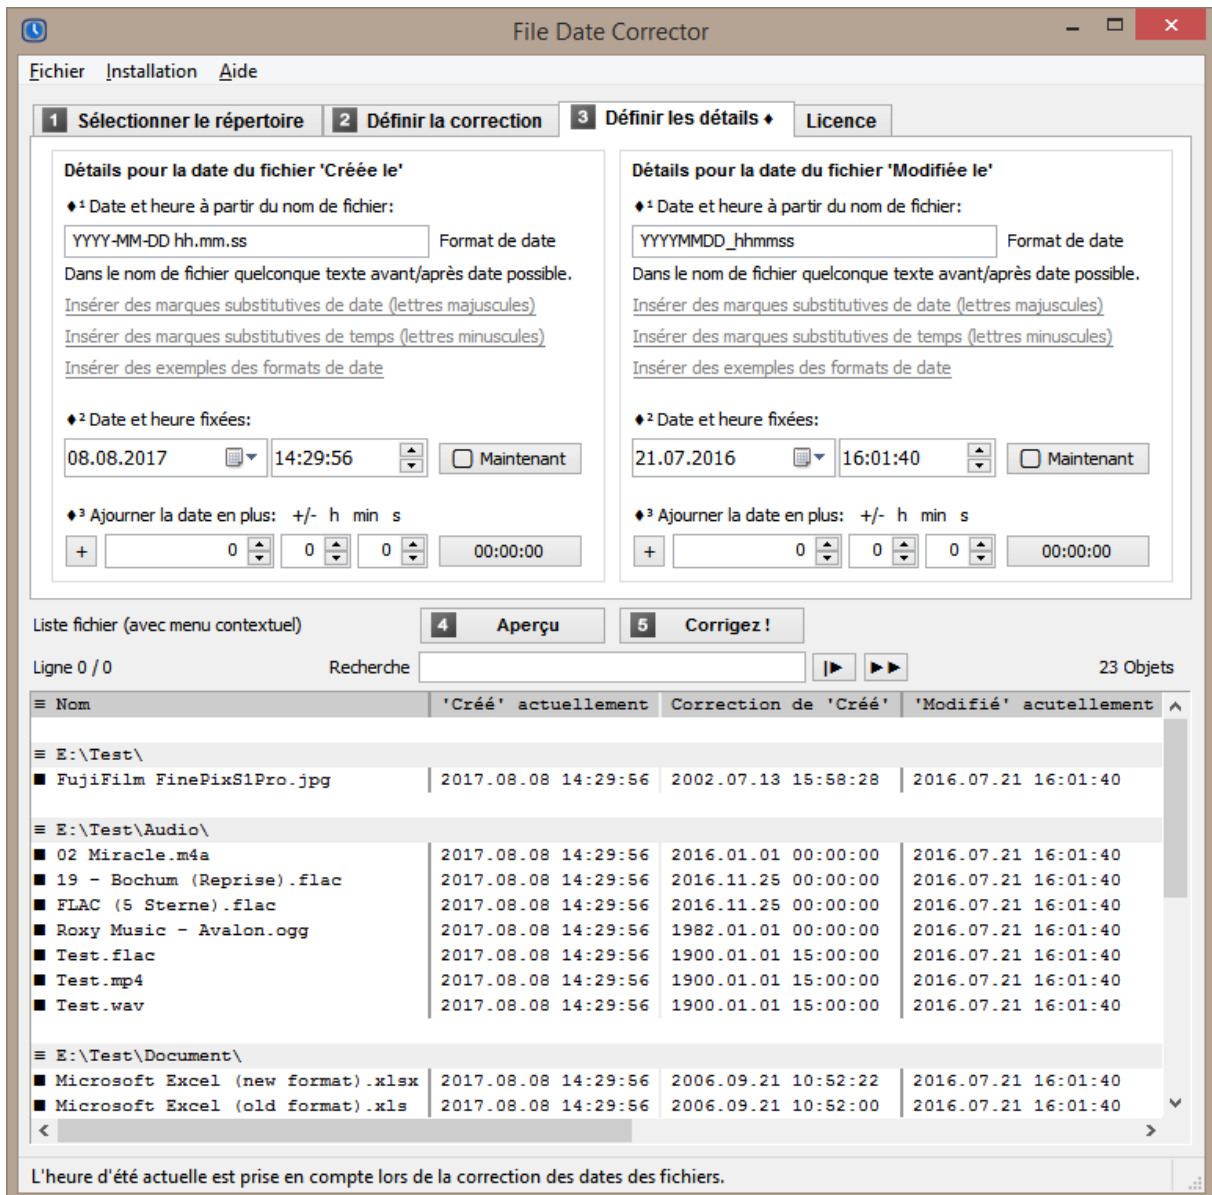 File Date Corrector
Fichier Installation Aide
1 Sélectionner le répertoire 2 Définir la correction 3 Définir les détails ♦ Licence
Détails pour la date du fichier 'Créée le' Détails pour la date du fichier 'Modifiée le'
♦¹ Date et heure à partir du nom de fichier: ♦¹ Date et heure à partir du nom de fichier:
YYYY-MM-DD hh.mm.ss Format de date YYYYMMDD_hhmmss Format de date
Dans le nom de fichier quelconque texte avant/après date possible. Dans le nom de fichier quelconque texte avant/après date possible.
Insérer des marques substitutives de date (lettres majuscules) Insérer des marques substitutives de date (lettres majuscules)
Insérer des marques substitutives de temps (lettres minuscules) Insérer des marques substitutives de temps (lettres minuscules)
Insérer des exemples des formats de date Insérer des exemples des formats de date
♦² Date et heure fixées: ♦² Date et heure fixées:
08.08.2017 14:29:56 Maintenant 21.07.2016 16:01:40 Maintenant
♦³ Ajourner la date en plus: +/- h min s ♦³ Ajourner la date en plus: +/- h min s
+ 0 0 0 00:00:00 + 0 0 0 00:00:00
Liste fichier (avec menu contextuel) 4 Aperçu 5 Corrigez !
Ligne 0 / 0 Recherche 23 Objets
≡ Nom 'Créé' actuellement Correction de 'Créé' 'Modifié' acutellement
≡ E:\Test\
■ FujiFilm FinePixS1Pro.jpg 2017.08.08 14:29:56 2002.07.13 15:58:28 2016.07.21 16:01:40
≡ E:\Test\Audio\
■ 02 Miracle.m4a 2017.08.08 14:29:56 2016.01.01 00:00:00 2016.07.21 16:01:40
■ 19 - Bochum (Reprise).flac 2017.08.08 14:29:56 2016.11.25 00:00:00 2016.07.21 16:01:40
■ FLAC (5 Sterne).flac 2017.08.08 14:29:56 2016.11.25 00:00:00 2016.07.21 16:01:40
■ Roxy Music - Avalon.ogg 2017.08.08 14:29:56 1982.01.01 00:00:00 2016.07.21 16:01:40
■ Test.flac 2017.08.08 14:29:56 1900.01.01 15:00:00 2016.07.21 16:01:40
■ Test.mp4 2017.08.08 14:29:56 1900.01.01 15:00:00 2016.07.21 16:01:40
■ Test.wav 2017.08.08 14:29:56 1900.01.01 15:00:00 2016.07.21 16:01:40
≡ E:\Test\Document\
■ Microsoft Excel (new format).xlsx 2017.08.08 14:29:56 2006.09.21 10:52:22 2016.07.21 16:01:40
■ Microsoft Excel (old format).xls 2017.08.08 14:29:56 2006.09.21 10:52:00 2016.07.21 16:01:40
L'heure d'été actuelle est prise en compte lors de la correction des dates des fichiers.